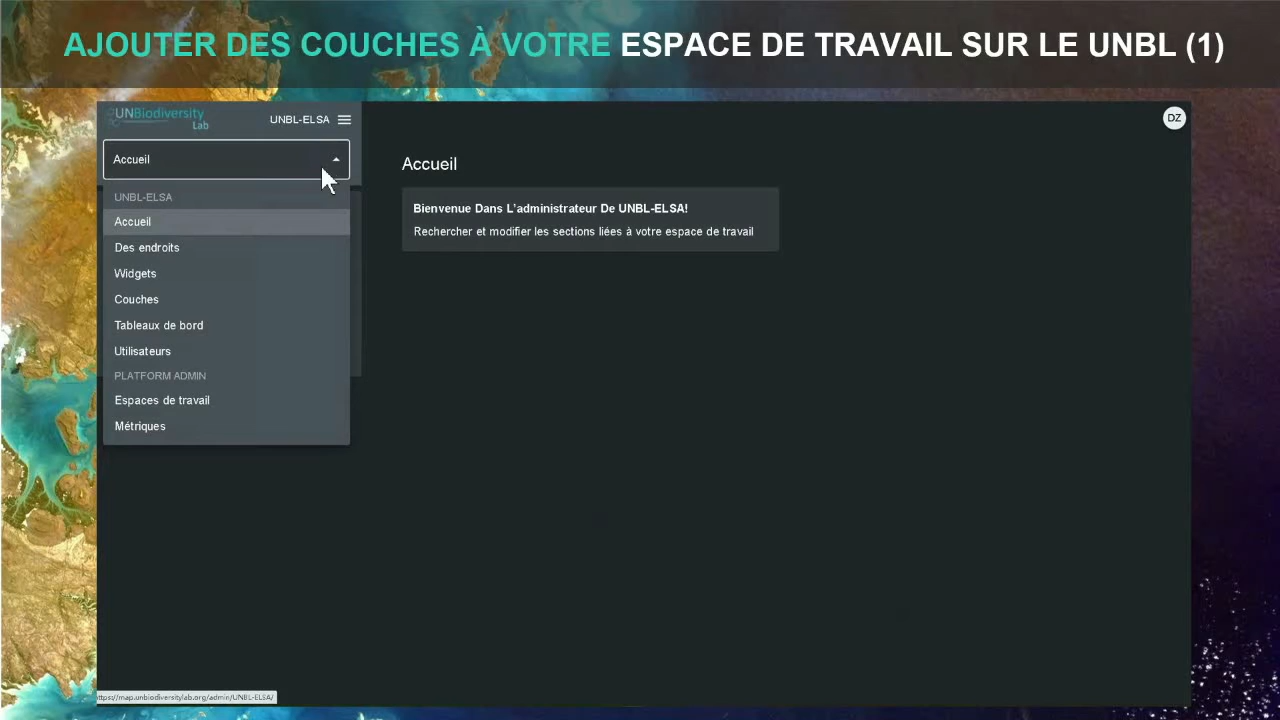 AJOUTER DES COUCHES À VOTRE ESPACE DE TRAVAIL SUR LE UNBL (1)
UNBiodiversity
Lab
UNBL-ELSA
DZ
Accueil
UNBL-ELSA
Accueil
Des endroits
Widgets
Couches
Tableaux de bord
Utilisateurs
PLATFORM ADMIN
Espaces de travail
Métriques
Accueil
Bienvenue Dans L'administrateur De UNBL-ELSA!
Rechercher et modifier les sections liées à votre espace de travail
ttps://map.unbiodiversitylab.org/admin/UNBL-ELSA/